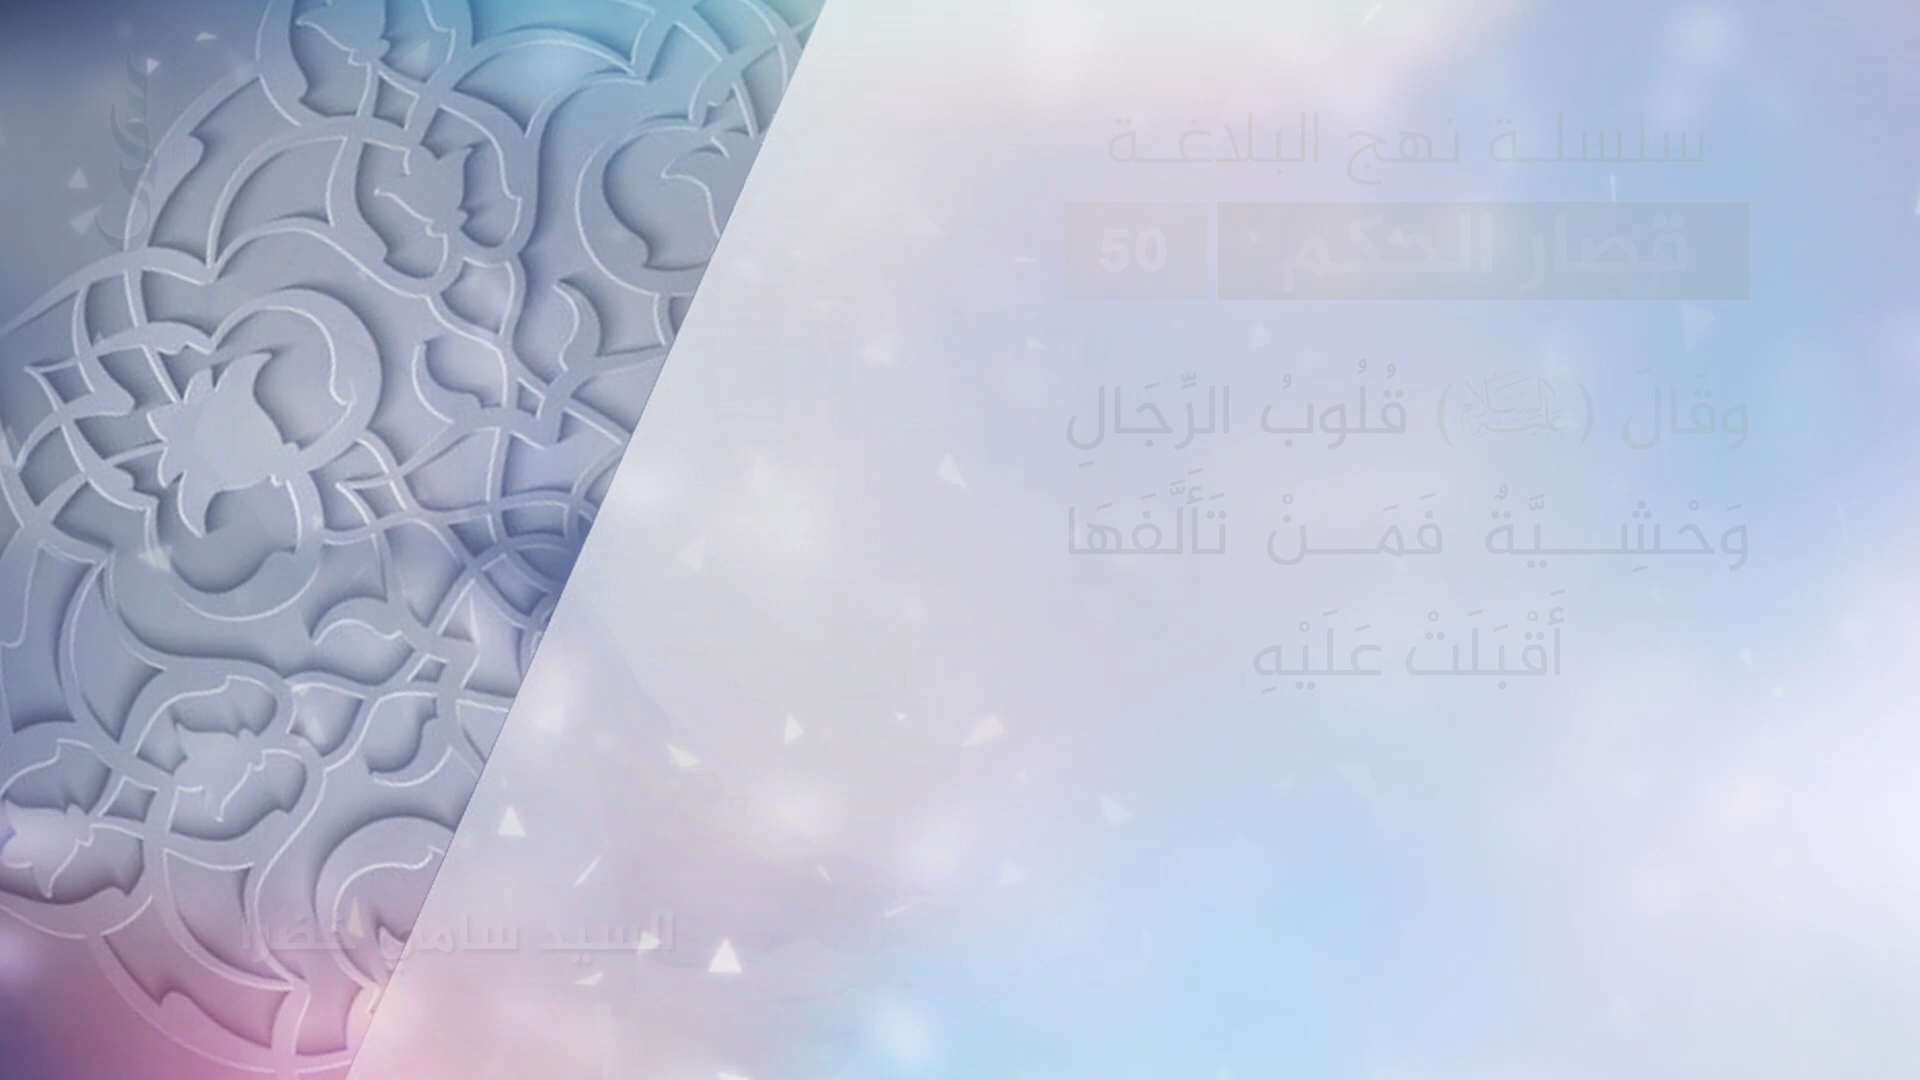 سلسلة نهج البلاغة
قصار الحكم 50
وقَالَ (عليه السلام) قُلُوبُ الرِّجَالِ
وَحْشِيَّةٌ فَمَنْ تَأَلَّفَهَا
أَقْبَلَتْ عَلَيْهِ
السيد سامي خضرا